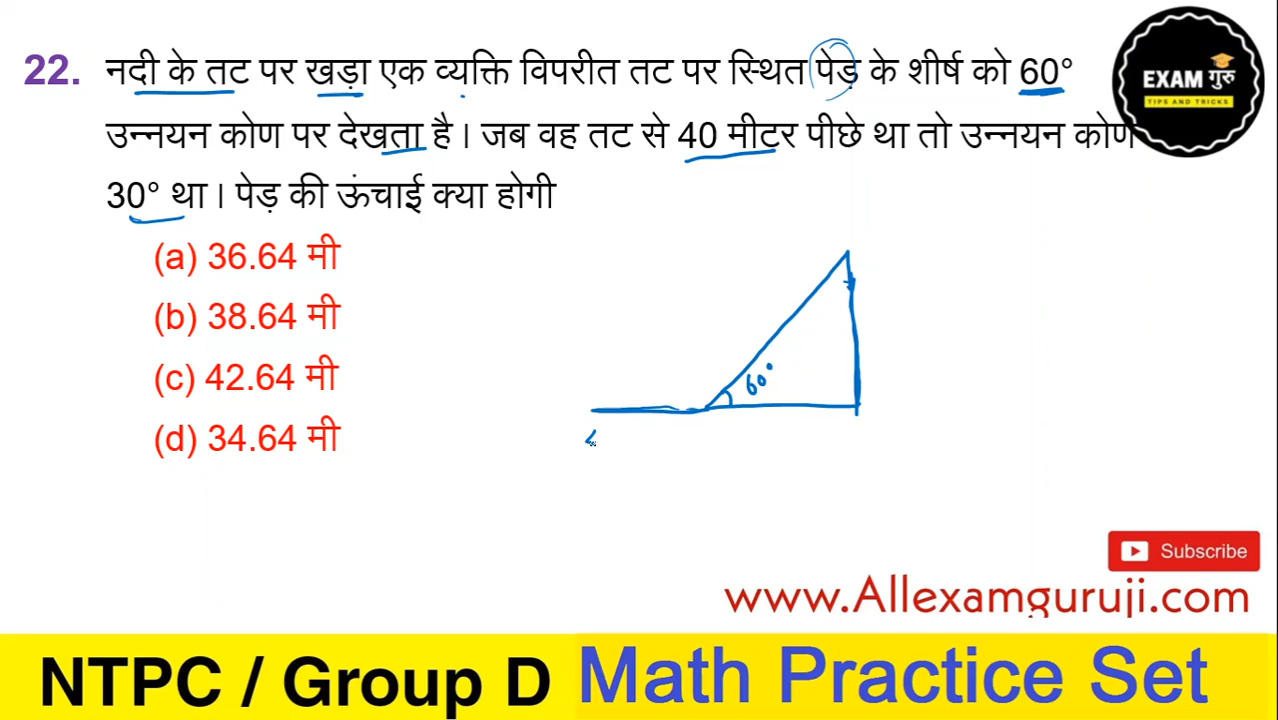 22. नदी के तट पर खड़ा एक व्यक्ति विपरीत तट पर स्थित पेड़ के शीर्ष को 60°
उन्नयन कोण पर देखता है। जब वह तट से 40 मीटर पीछे था तो उन्नयन कोण
30° था। पेड़ की ऊंचाई क्या होगी
(a) 36.64 मी
(b) 38.64 मी
(c) 42.64 मी
(d) 34.64 मी
60°
EXAM गुरु
TIPS AND TRICKS
Subscribe
www.Allexamguruji.com
NTPC / Group D Math Practice Set